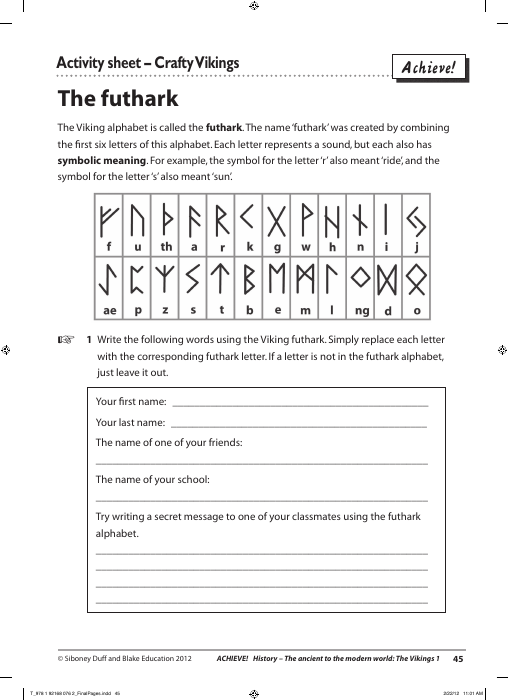 Activity sheet – Crafty Vikings
Achieve!
The futhark
The Viking alphabet is called the futhark. The name ‘futhark’ was created by combining
the first six letters of this alphabet. Each letter represents a sound, but each also has
symbolic meaning. For example, the symbol for the letter ‘r’ also meant ‘ride’, and the
symbol for the letter ‘s’ also meant ‘sun’.
ᚠ ᚢ ᚦ ᚨ ᚱ ᚲ ᚷ ᚹ ᚺ ᚾ ᛁ ᛃ
f u th a r k g w h n i j
ᛇ ᛈ ᛉ ᛊ ᛏ ᛒ ᛖ ᛗ ᛚ ᛜ ᛞ ᛟ
ae p z s t b e m l ng d o
1 Write the following words using the Viking futhark. Simply replace each letter
with the corresponding futhark letter. If a letter is not in the futhark alphabet,
just leave it out.
Your first name:
Your last name:
The name of one of your friends:
The name of your school:
Try writing a secret message to one of your classmates using the futhark
alphabet.
© Siboney Duff and Blake Education 2012 ACHIEVE! History – The ancient to the modern world: The Vikings 1 45